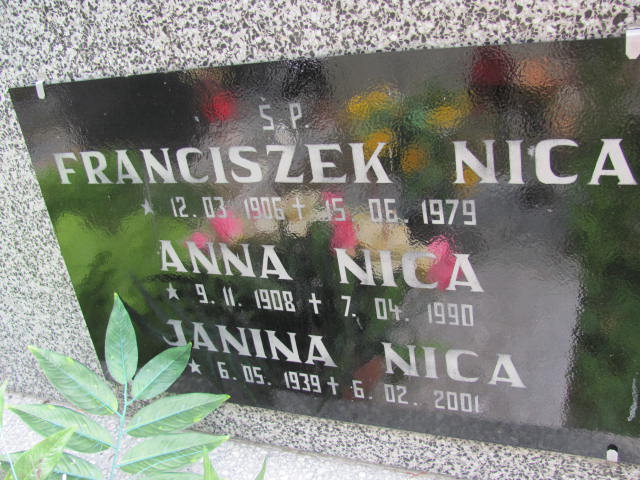 Ś.P.
FRANCISZEK NICA
* 12.03.1906 + 15.06.1979
ANNA NICA
* 9.11.1908 + 7.04.1990
JANINA NICA
* 6.05.1939 + 6.02.2001